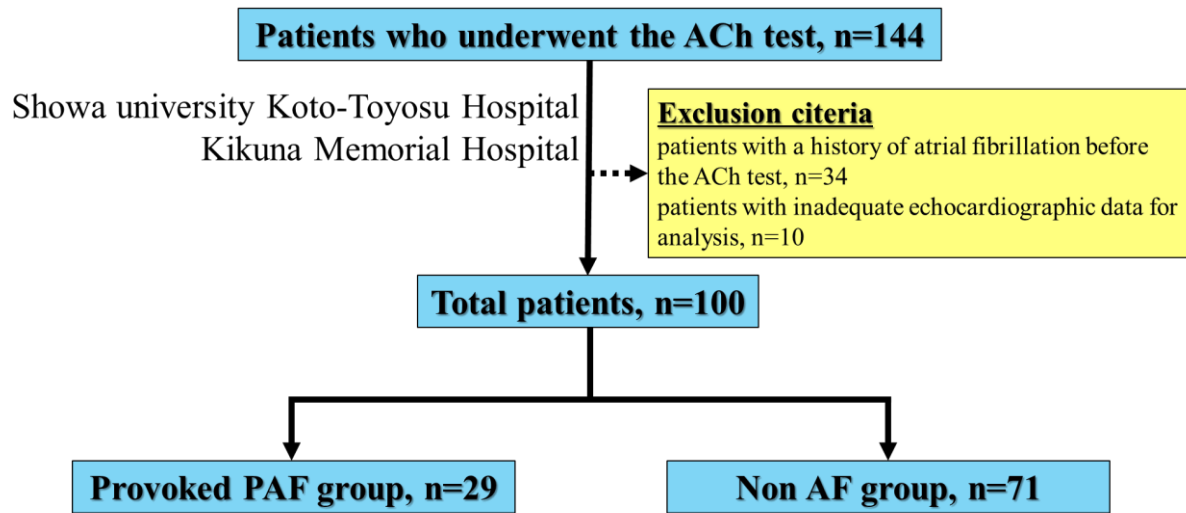 Patients who underwent the ACh test, n=144
Showa university Koto-Toyosu Hospital
Kikuna Memorial Hospital
Exclusion citeria
patients with a history of atrial fibrillation before
the ACh test, n=34
patients with inadequate echocardiographic data for
analysis, n=10
Total patients, n=100
Provoked PAF group, n=29
Non AF group, n=71